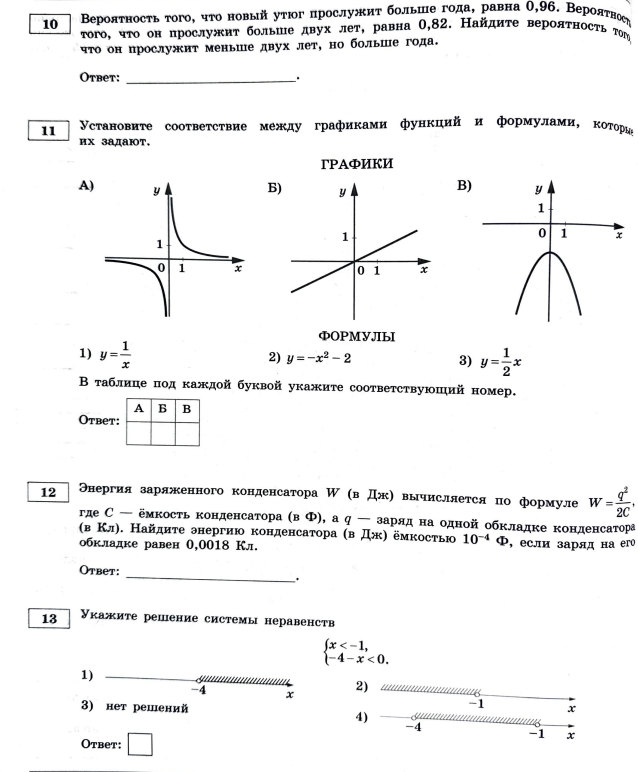 10 Вероятность того, что новый утюг прослужит больше года, равна 0,96. Вероятность
того, что он прослужит больше двух лет, равна 0,82. Найдите вероятность того,
что он прослужит меньше двух лет, но больше года.
Ответ: ____________.
11 Установите соответствие между графиками функций и формулами, которые
их задают.
ГРАФИКИ
А) y 1 0 1 x
Б) y 1 0 1 x
В) y 1 0 1 x
ФОРМУЛЫ
1) y = 1/x
2) y = −x² − 2
3) y = 1/2 x
В таблице под каждой буквой укажите соответствующий номер.
Ответ: А Б В
12 Энергия заряженного конденсатора W (в Дж) вычисляется по формуле W = q²/2C,
где C — ёмкость конденсатора (в Ф), а q — заряд на одной обкладке конденсатора
(в Кл). Найдите энергию конденсатора (в Дж) ёмкостью 10⁻⁴ Ф, если заряд на его
обкладке равен 0,0018 Кл.
Ответ: ____________.
13 Укажите решение системы неравенств
{x < −1,
{−4 − x < 0.
1) −4 x
2) −1 x
3) нет решений
4) −4 −1 x
Ответ: